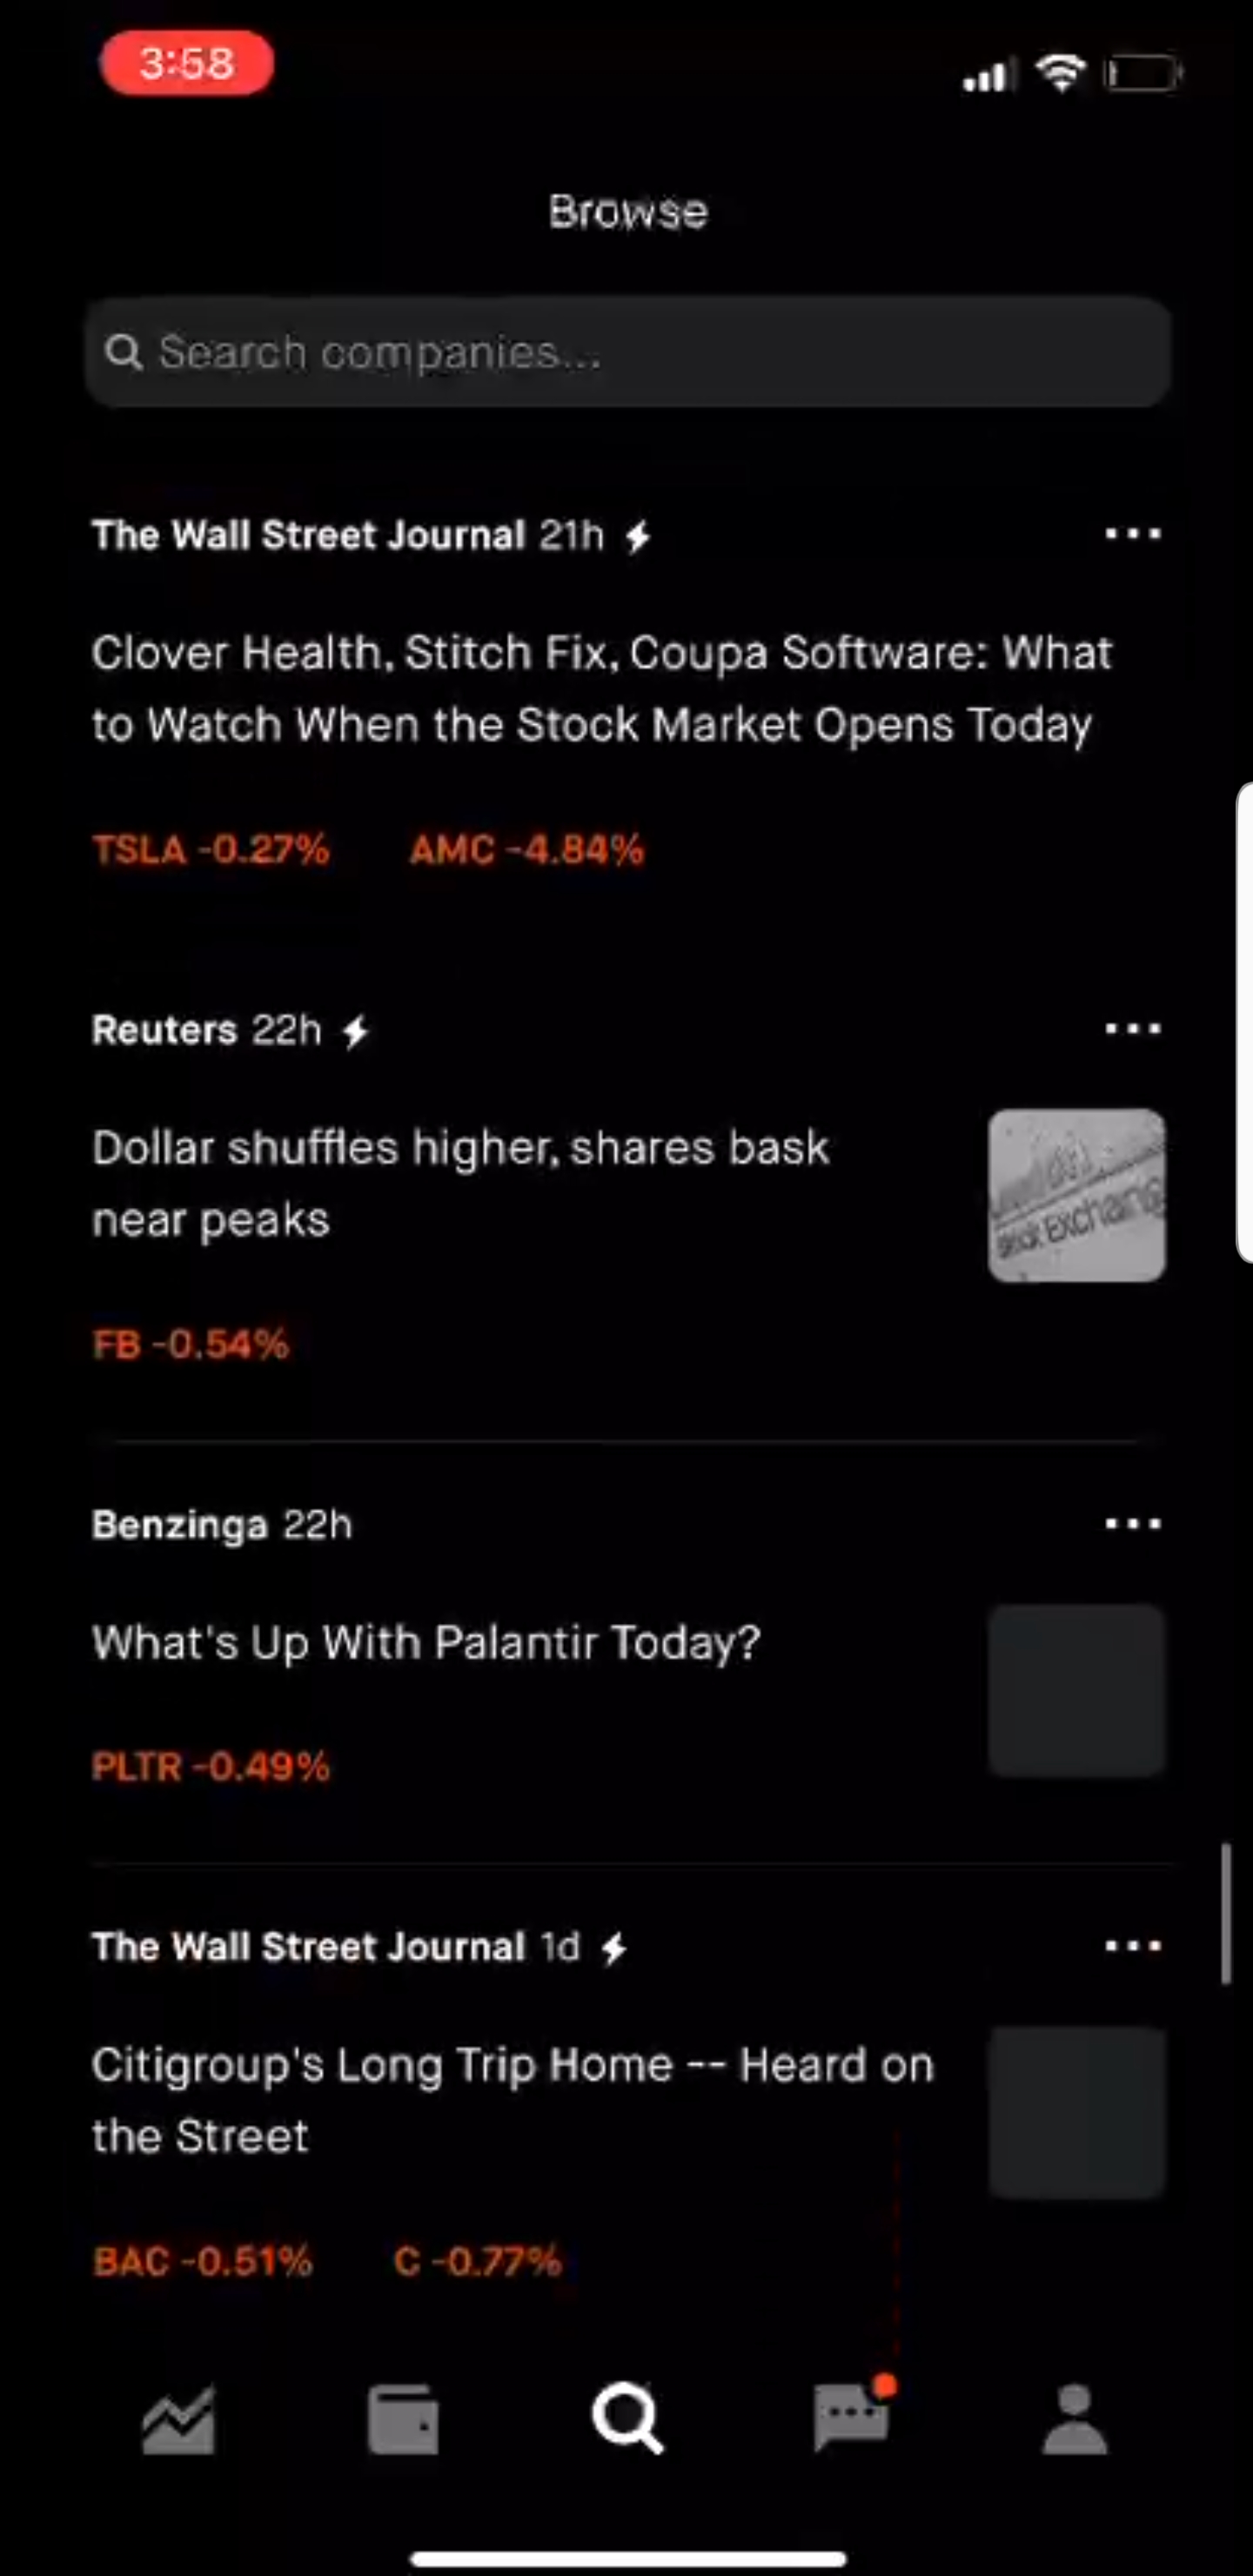 3:58
Browse
Search companies...
The Wall Street Journal 21h
Clover Health, Stitch Fix, Coupa Software: What
to Watch When the Stock Market Opens Today
TSLA -0.27% AMC -4.84%
Reuters 22h
Dollar shuffles higher, shares bask
near peaks
Stock Exchange
FB -0.54%
Benzinga 22h
What's Up With Palantir Today?
PLTR -0.49%
The Wall Street Journal 1d
Citigroup's Long Trip Home -- Heard on
the Street
BAC -0.51% C -0.77%